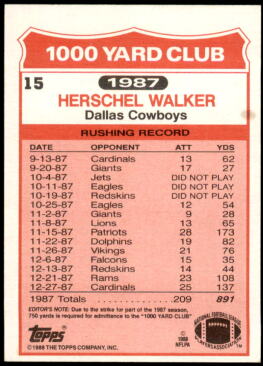 1000 YARD CLUB
15
1987
HERSCHEL WALKER
Dallas Cowboys
RUSHING RECORD
DATE OPPONENT ATT YDS
9-13-87 Cardinals 13 62
9-20-87 Giants 17 27
10-4-87 Jets DID NOT PLAY
10-11-87 Eagles DID NOT PLAY
10-19-87 Redskins DID NOT PLAY
10-25-87 Eagles 12 54
11-2-87 Giants 9 28
11-8-87 Lions 13 65
11-15-87 Patriots 28 173
11-22-87 Dolphins 19 82
11-26-87 Vikings 21 76
12-6-87 Falcons 15 35
12-13-87 Redskins 14 44
12-21-87 Rams 23 108
12-27-87 Cardinals 25 137
1987 Totals 209 891
EDITOR'S NOTE: Due to the strike for part of the 1987 season,
750 yards is required for admittance to the "1000 YARD CLUB"
Topps
©1988 THE TOPPS COMPANY, INC.
©
1988
NFLPA
NATIONAL FOOTBALL LEAGUE
PLAYERS ASSOCIATION